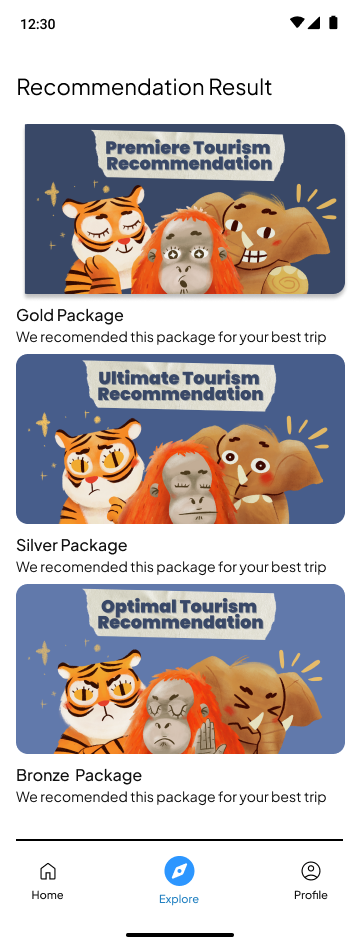 12:30
Recommendation Result
Premiere Tourism
Recommendation
Gold Package
We recomended this package for your best trip
Ultimate Tourism
Recommendation
Silver Package
We recomended this package for your best trip
Optimal Tourism
Recommendation
Bronze Package
We recomended this package for your best trip
Home
Explore
Profile